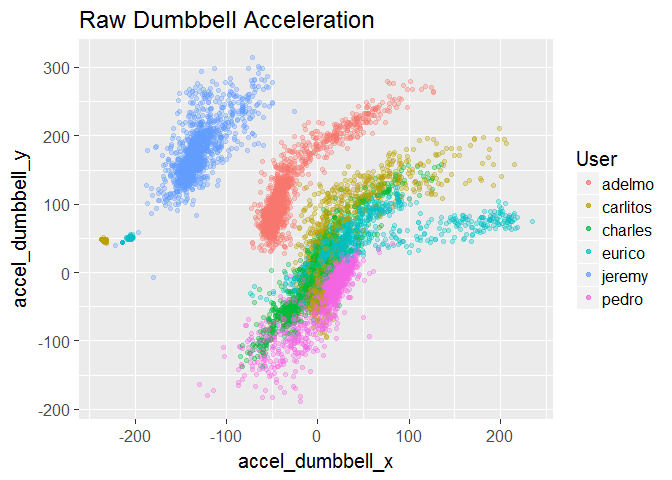 Raw Dumbbell Acceleration
300
200
100
0
-100
-200
accel_dumbbell_y
-200
-100
0
100
200
accel_dumbbell_x
User
adelmo
carlitos
charles
eurico
jeremy
pedro